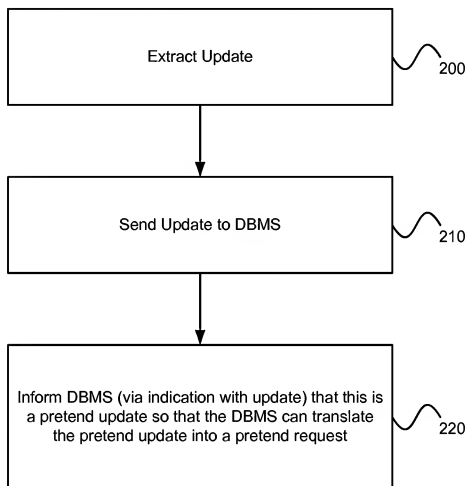 Extract Update
200
Send Update to DBMS
210
Inform DBMS (via indication with update) that this is
a pretend update so that the DBMS can translate
the pretend update into a pretend request
220